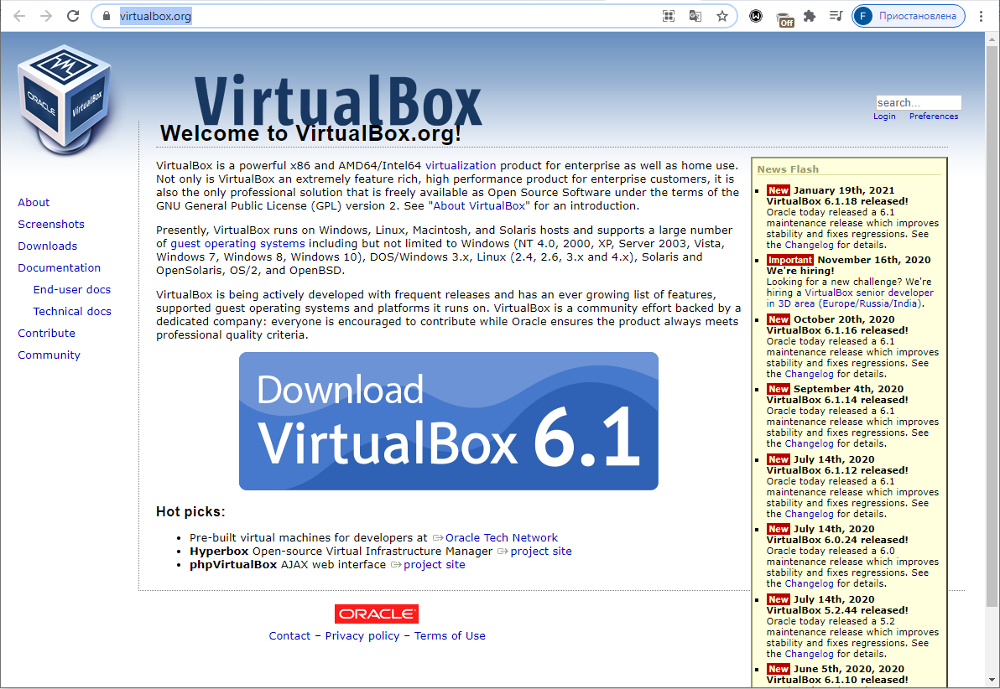 virtualbox.org
Off
F Приостановлена
ORACLE
VirtualBox
VirtualBox
search...
Login Preferences
Welcome to VirtualBox.org!
About
Screenshots
Downloads
Documentation
End-user docs
Technical docs
Contribute
Community
VirtualBox is a powerful x86 and AMD64/Intel64 virtualization product for enterprise as well as home use.
Not only is VirtualBox an extremely feature rich, high performance product for enterprise customers, it is
also the only professional solution that is freely available as Open Source Software under the terms of the
GNU General Public License (GPL) version 2. See "About VirtualBox" for an introduction.
Presently, VirtualBox runs on Windows, Linux, Macintosh, and Solaris hosts and supports a large number
of guest operating systems including but not limited to Windows (NT 4.0, 2000, XP, Server 2003, Vista,
Windows 7, Windows 8, Windows 10), DOS/Windows 3.x, Linux (2.4, 2.6, 3.x and 4.x), Solaris and
OpenSolaris, OS/2, and OpenBSD.
VirtualBox is being actively developed with frequent releases and has an ever growing list of features,
supported guest operating systems and platforms it runs on. VirtualBox is a community effort backed by a
dedicated company: everyone is encouraged to contribute while Oracle ensures the product always meets
professional quality criteria.
Download
VirtualBox 6.1
Hot picks:
Pre-built virtual machines for developers at Oracle Tech Network
Hyperbox Open-source Virtual Infrastructure Manager project site
phpVirtualBox AJAX web interface project site
ORACLE
Contact – Privacy policy – Terms of Use
News Flash
New January 19th, 2021
VirtualBox 6.1.18 released!
Oracle today released a 6.1
maintenance release which improves
stability and fixes regressions. See
the Changelog for details.
Important November 16th, 2020
We're hiring!
Looking for a new challenge? We're
hiring a VirtualBox senior developer
in 3D area (Europe/Russia/India).
New October 20th, 2020
VirtualBox 6.1.16 released!
Oracle today released a 6.1
maintenance release which improves
stability and fixes regressions. See
the Changelog for details.
New September 4th, 2020
VirtualBox 6.1.14 released!
Oracle today released a 6.1
maintenance release which improves
stability and fixes regressions. See
the Changelog for details.
New July 14th, 2020
VirtualBox 6.1.12 released!
Oracle today released a 6.1
maintenance release which improves
stability and fixes regressions. See
the Changelog for details.
New July 14th, 2020
VirtualBox 6.0.24 released!
Oracle today released a 6.0
maintenance release which improves
stability and fixes regressions. See
the Changelog for details.
New July 14th, 2020
VirtualBox 5.2.44 released!
Oracle today released a 5.2
maintenance release which improves
stability and fixes regressions. See
the Changelog for details.
New June 5th, 2020, 2020
VirtualBox 6.1.10 released!